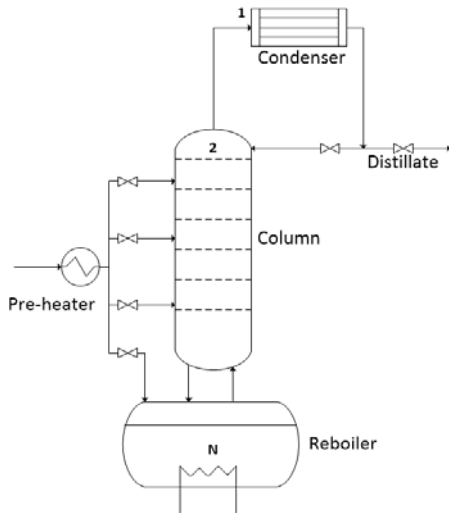 1
Condenser
2
Distillate
Column
Pre-heater
Reboiler
N